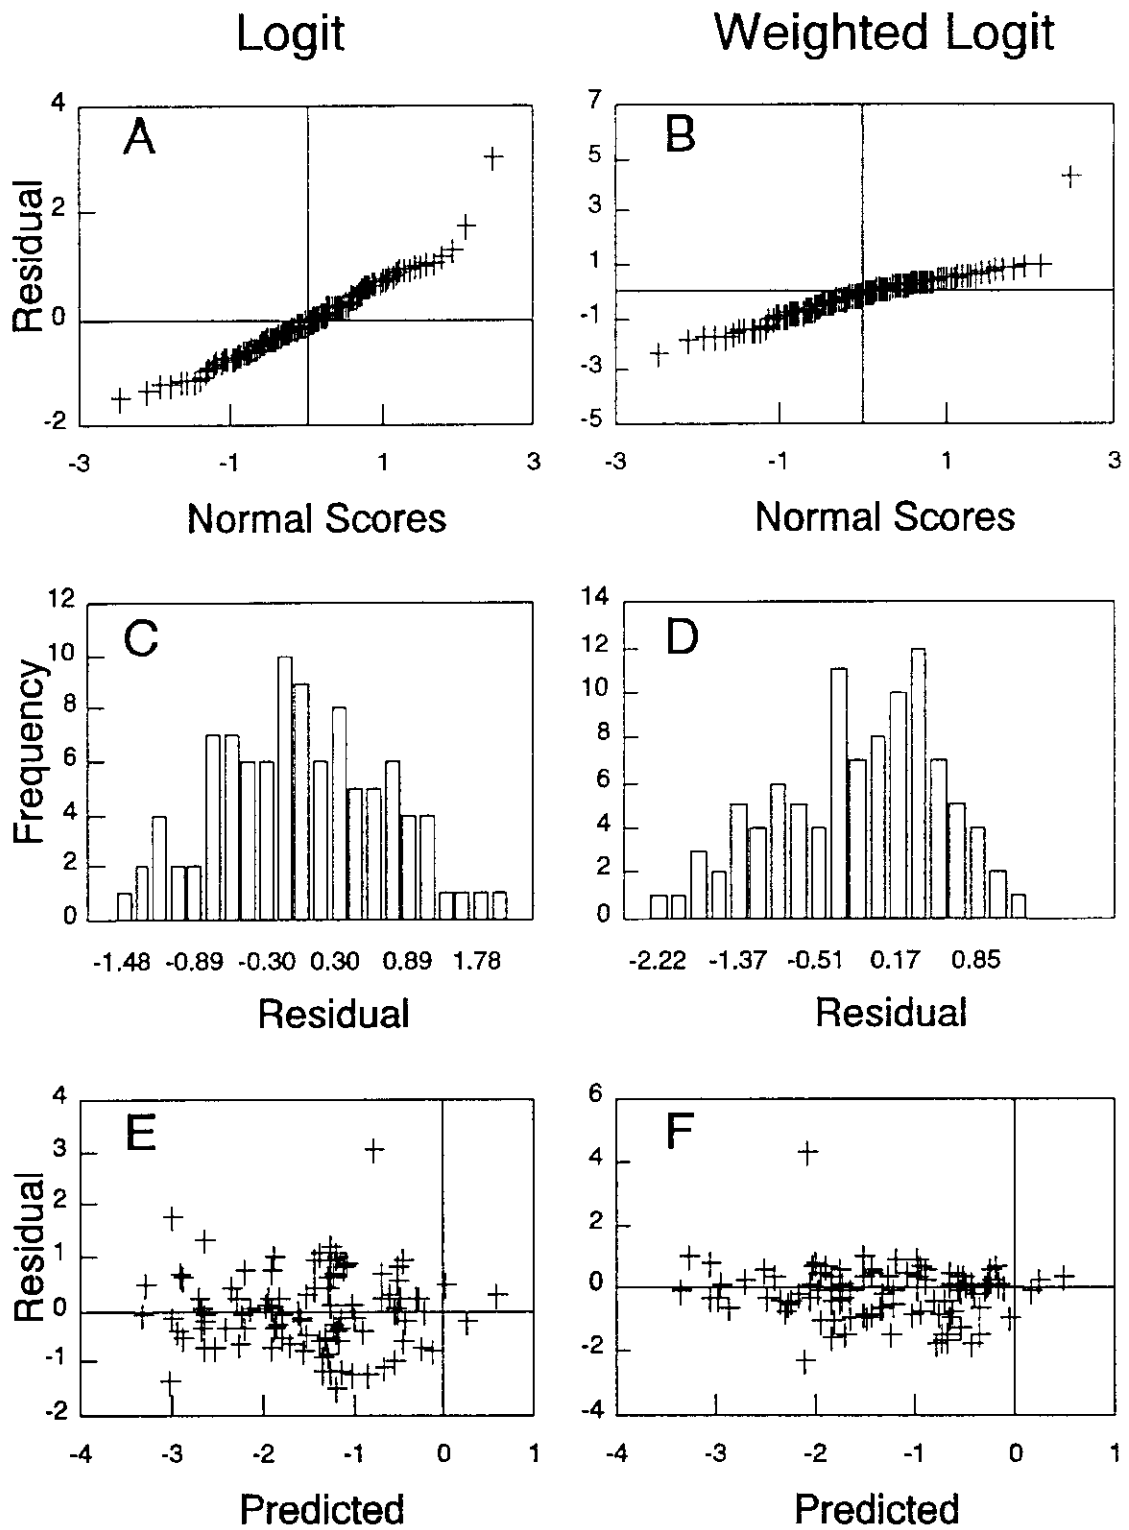 Logit Weighted Logit
4 7
A B
5
2 3
Residual
1
0 -1
-3
-2 -5
-3 -1 1 3 -3 -1 1 3
Normal Scores Normal Scores
12 14
C D
12
10 10
8 8
6 6
4 4
2 2
0 0
Frequency
-1.48 -0.89 -0.30 0.30 0.89 1.78 -2.22 -1.37 -0.51 0.17 0.85
Residual Residual
4 6
E F
3 4
2 2
1
0 0
-1 -2
-2 -4
Residual
-4 -3 -2 -1 0 1 -4 -3 -2 -1 0 1
Predicted Predicted